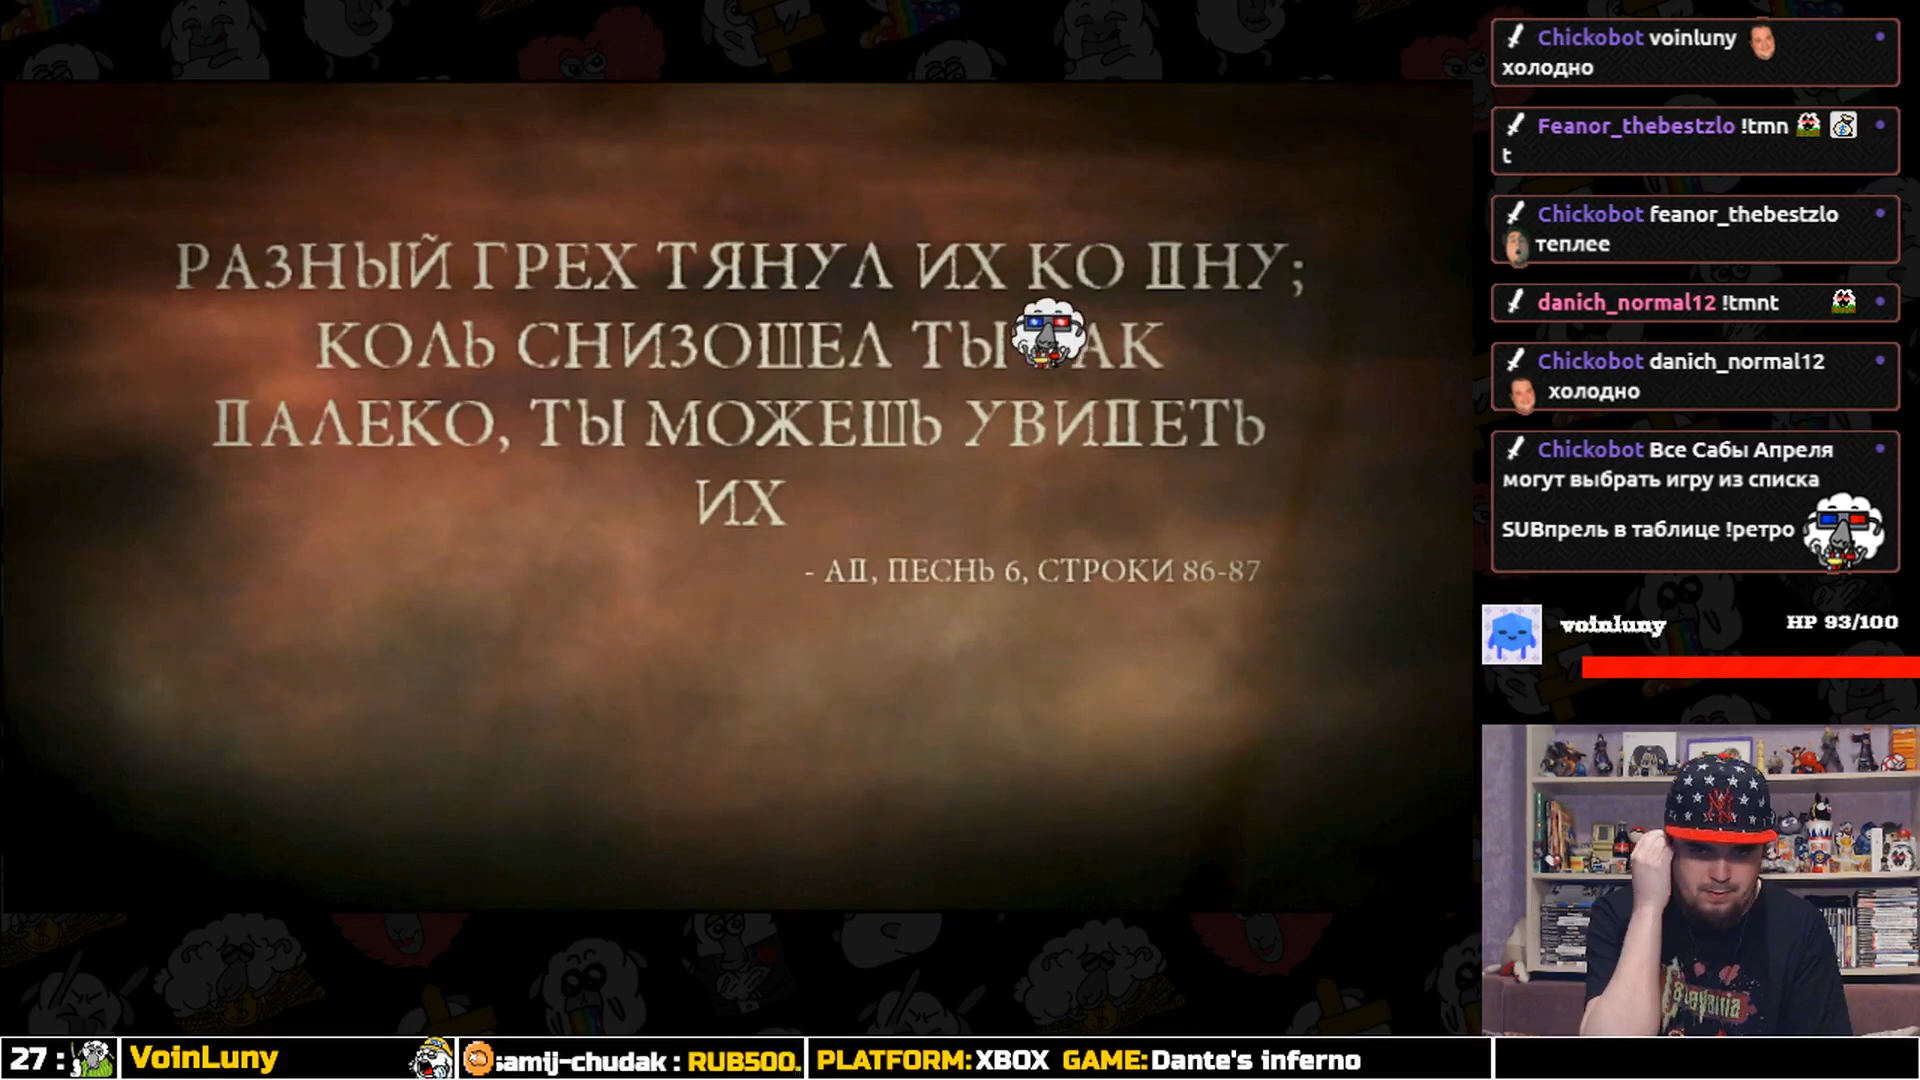 РАЗНЫЙ ГРЕХ ТЯНУЛ ИХ КО ДНУ;
КОЛЬ СНИЗОШЕЛ ТЫ АК
ДАЛЕКО, ТЫ МОЖЕШЬ УВИДЕТЬ
ИХ
- АД, ПЕСНЬ 6, СТРОКИ 86-87
Chickobot voinluny
холодно
Feanor_thebestzlo !tmn
t
Chickobot feanor_thebestzlo
теплее
danich_normal12 !tmnt
Chickobot danich_normal12
холодно
Chickobot Все Сабы Апреля
могут выбрать игру из списка
SUBпрель в таблице !ретро
voinluny HP 93/100
27 : VoinLuny samij-chudak : RUB500. PLATFORM: XBOX GAME: Dante's inferno